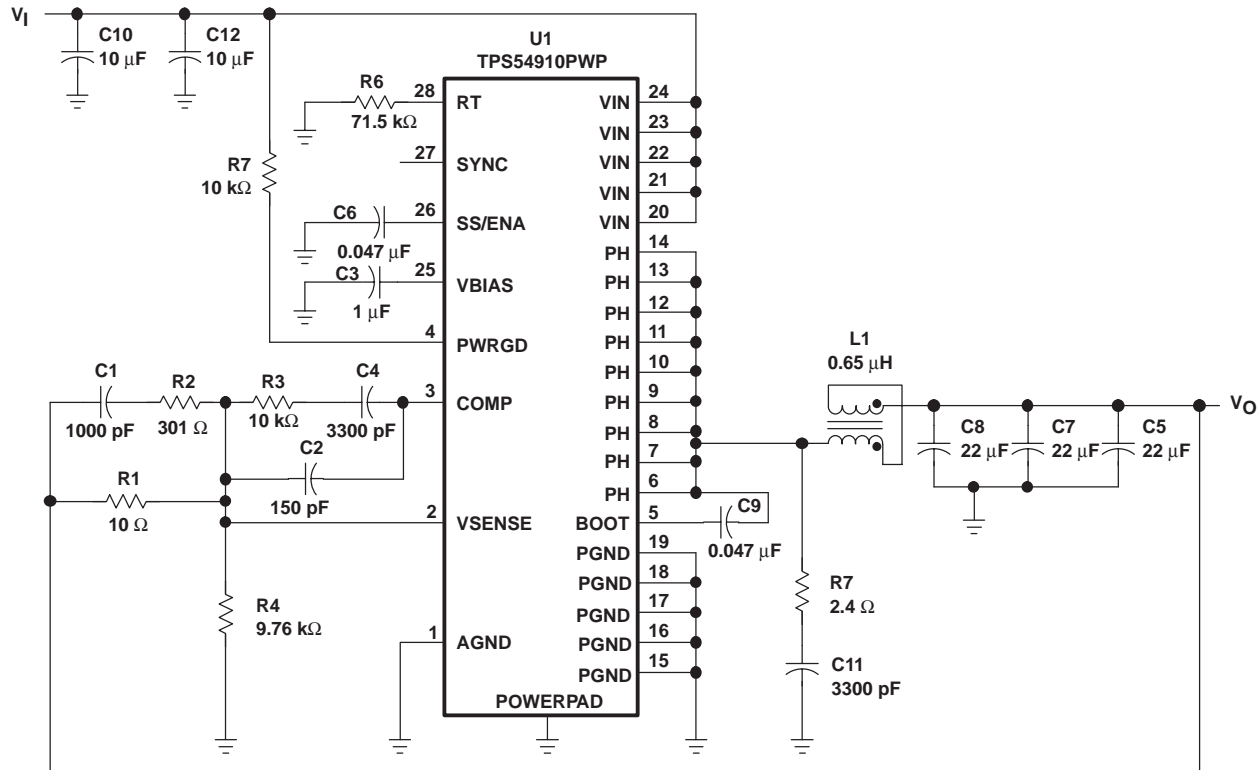 VI
C10
10 μF
C12
10 μF
U1
TPS54910PWP
R6
71.5 kΩ
28
RT
27
SYNC
R7
10 kΩ
C6
0.047 μF
26
SS/ENA
C3
1 μF
25
VBIAS
4
PWRGD
C1
1000 pF
R2
301 Ω
R3
10 kΩ
C4
3300 pF
3
COMP
C2
150 pF
R1
10 Ω
2
VSENSE
R4
9.76 kΩ
1
AGND
POWERPAD
VIN
24
VIN
23
VIN
22
VIN
21
VIN
20
PH
14
PH
13
PH
12
PH
11
PH
10
PH
9
PH
8
PH
7
PH
6
BOOT
5
C9
0.047 μF
PGND
19
PGND
18
PGND
17
PGND
16
PGND
15
L1
0.65 μH
VO
C8
22 μF
C7
22 μF
C5
22 μF
R7
2.4 Ω
C11
3300 pF